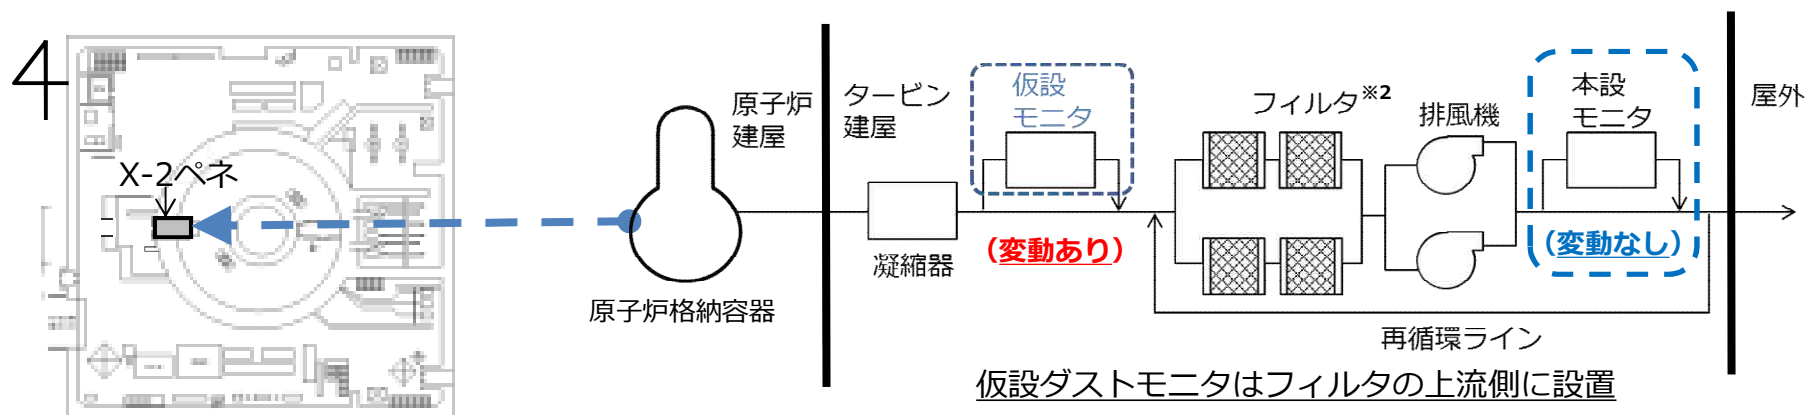 X-2ペネ
原子炉
建屋
原子炉格納容器
タービン
建屋
凝縮器
仮設
モニタ
(変動あり)
フィルタ※2
排風機
本設
モニタ
(変動なし)
屋外
再循環ライン
仮設ダストモニタはフィルタの上流側に設置